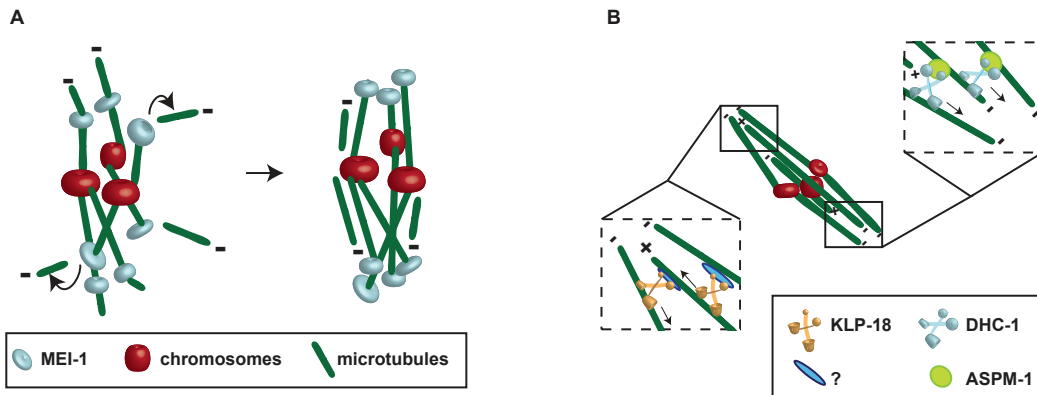 A
B
MEI-1 chromosomes microtubules
KLP-18 DHC-1
? ASPM-1